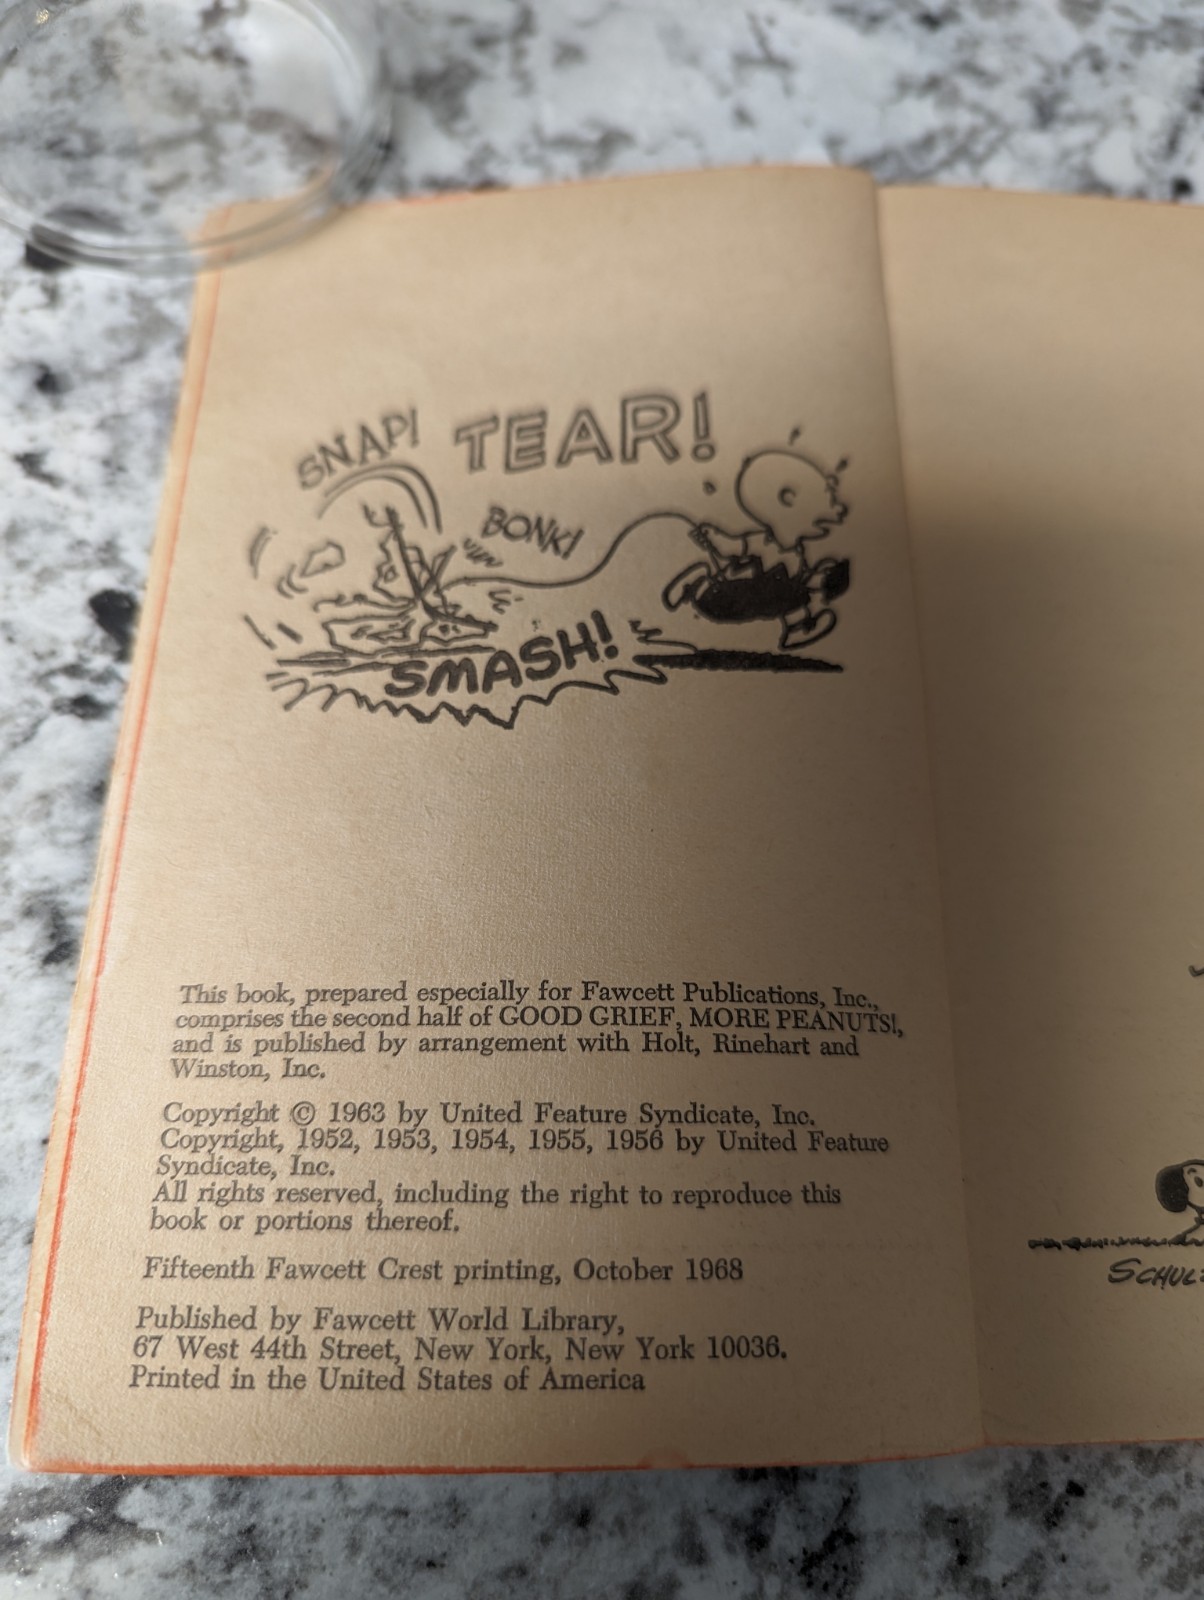 SNAP!
TEAR!
BONK!
SMASH!
This book, prepared especially for Fawcett Publications, Inc.,
comprises the second half of GOOD GRIEF, MORE PEANUTS!,
and is published by arrangement with Holt, Rinehart and
Winston, Inc.
Copyright © 1963 by United Feature Syndicate, Inc.
Copyright, 1952, 1953, 1954, 1955, 1956 by United Feature
Syndicate, Inc.
All rights reserved, including the right to reproduce this
book or portions thereof.
Fifteenth Fawcett Crest printing, October 1968
Published by Fawcett World Library,
67 West 44th Street, New York, New York 10036.
Printed in the United States of America